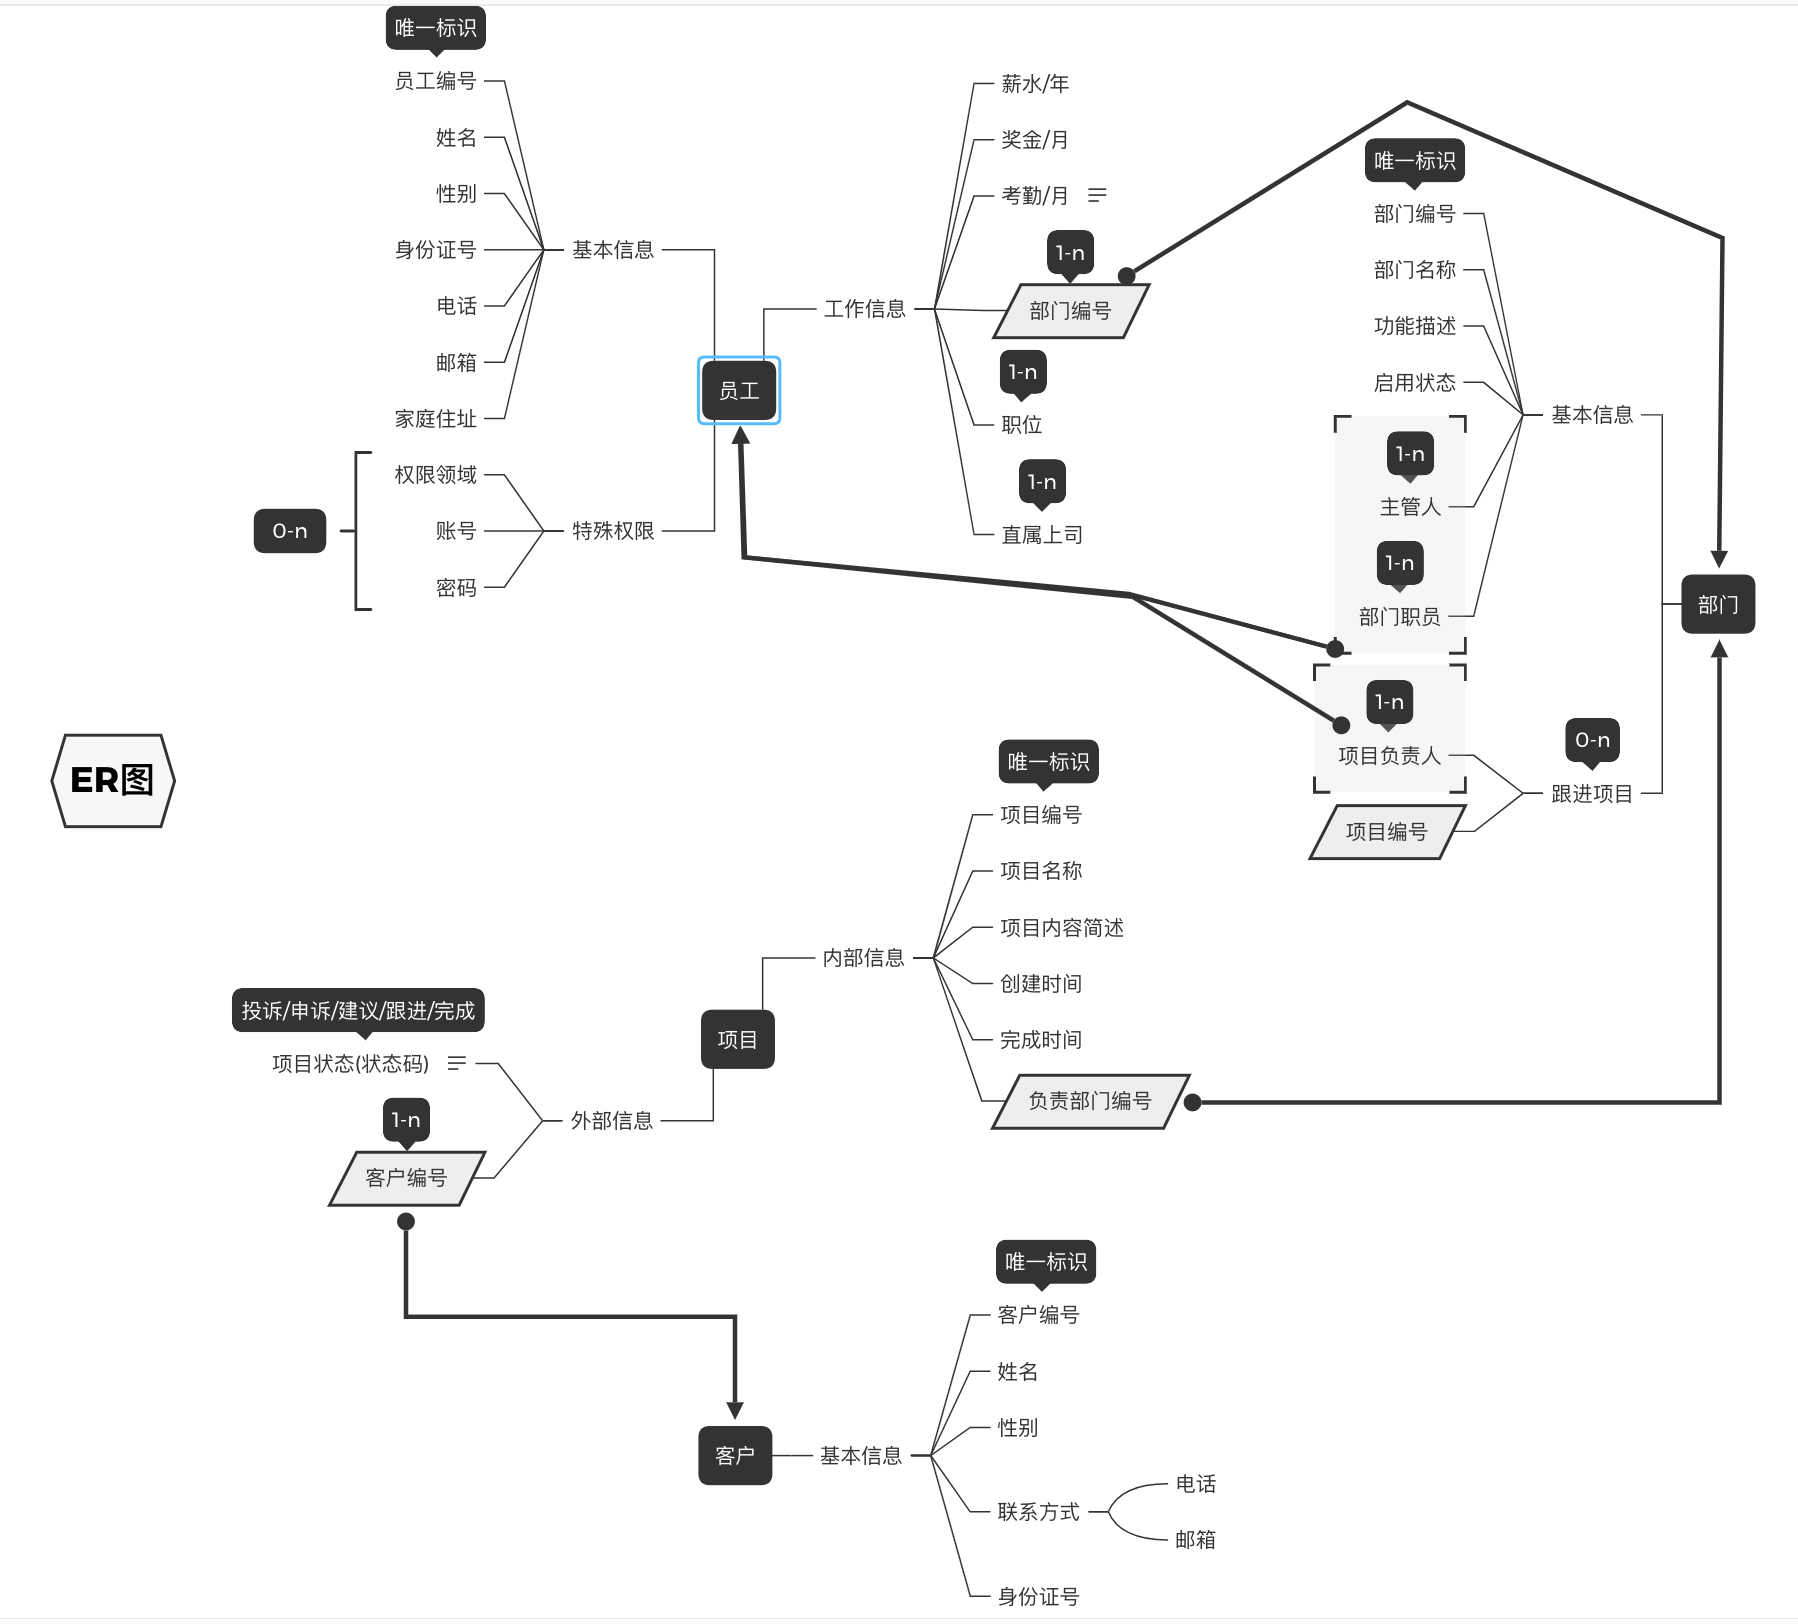 唯一标识
员工编号
姓名
性别
身份证号
电话
邮箱
家庭住址
基本信息
权限领域
账号
密码
0-n
特殊权限
员工
工作信息
薪水/年
奖金/月
考勤/月
1-n
部门编号
1-n
职位
1-n
直属上司
唯一标识
部门编号
部门名称
功能描述
启用状态
1-n
主管人
1-n
部门职员
基本信息
部门
1-n
项目负责人
项目编号
0-n
跟进项目
ER图
唯一标识
项目编号
项目名称
项目内容简述
创建时间
完成时间
负责部门编号
内部信息
项目
投诉/申诉/建议/跟进/完成
项目状态(状态码)
1-n
客户编号
外部信息
唯一标识
客户编号
姓名
性别
联系方式
电话
邮箱
身份证号
基本信息
客户